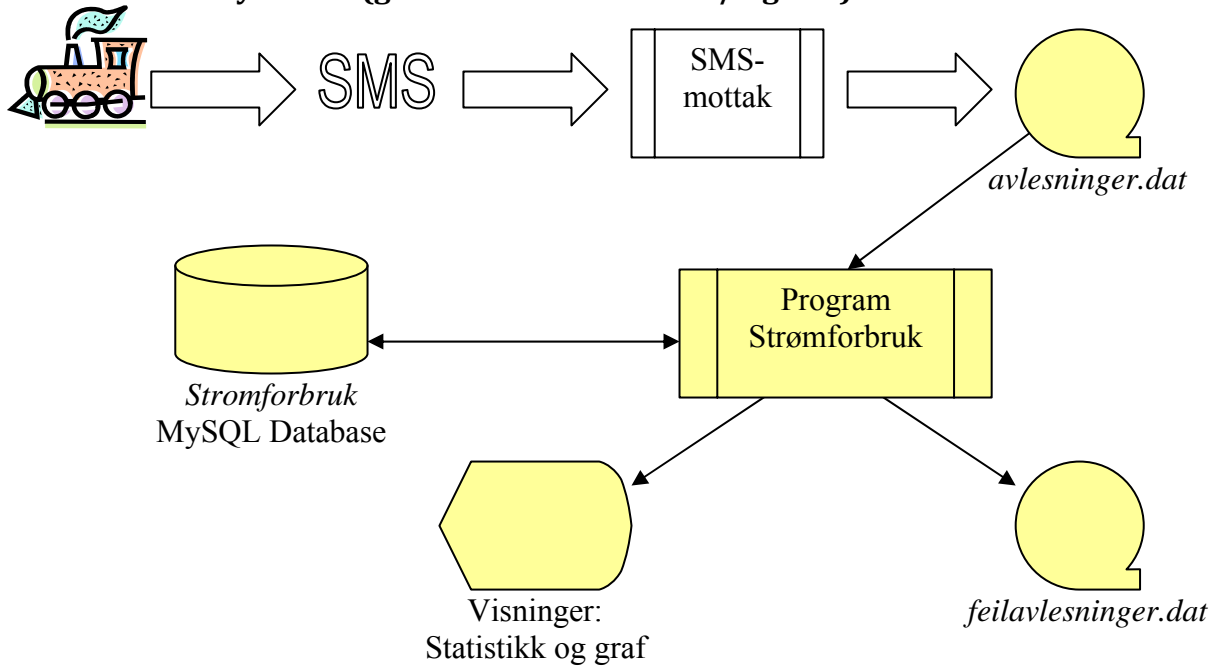 SMS
SMS-
mottak
avlesninger.dat
Program
Strømforbruk
Stromforbruk
MySQL Database
Visninger:
Statistikk og graf
feilavlesninger.dat